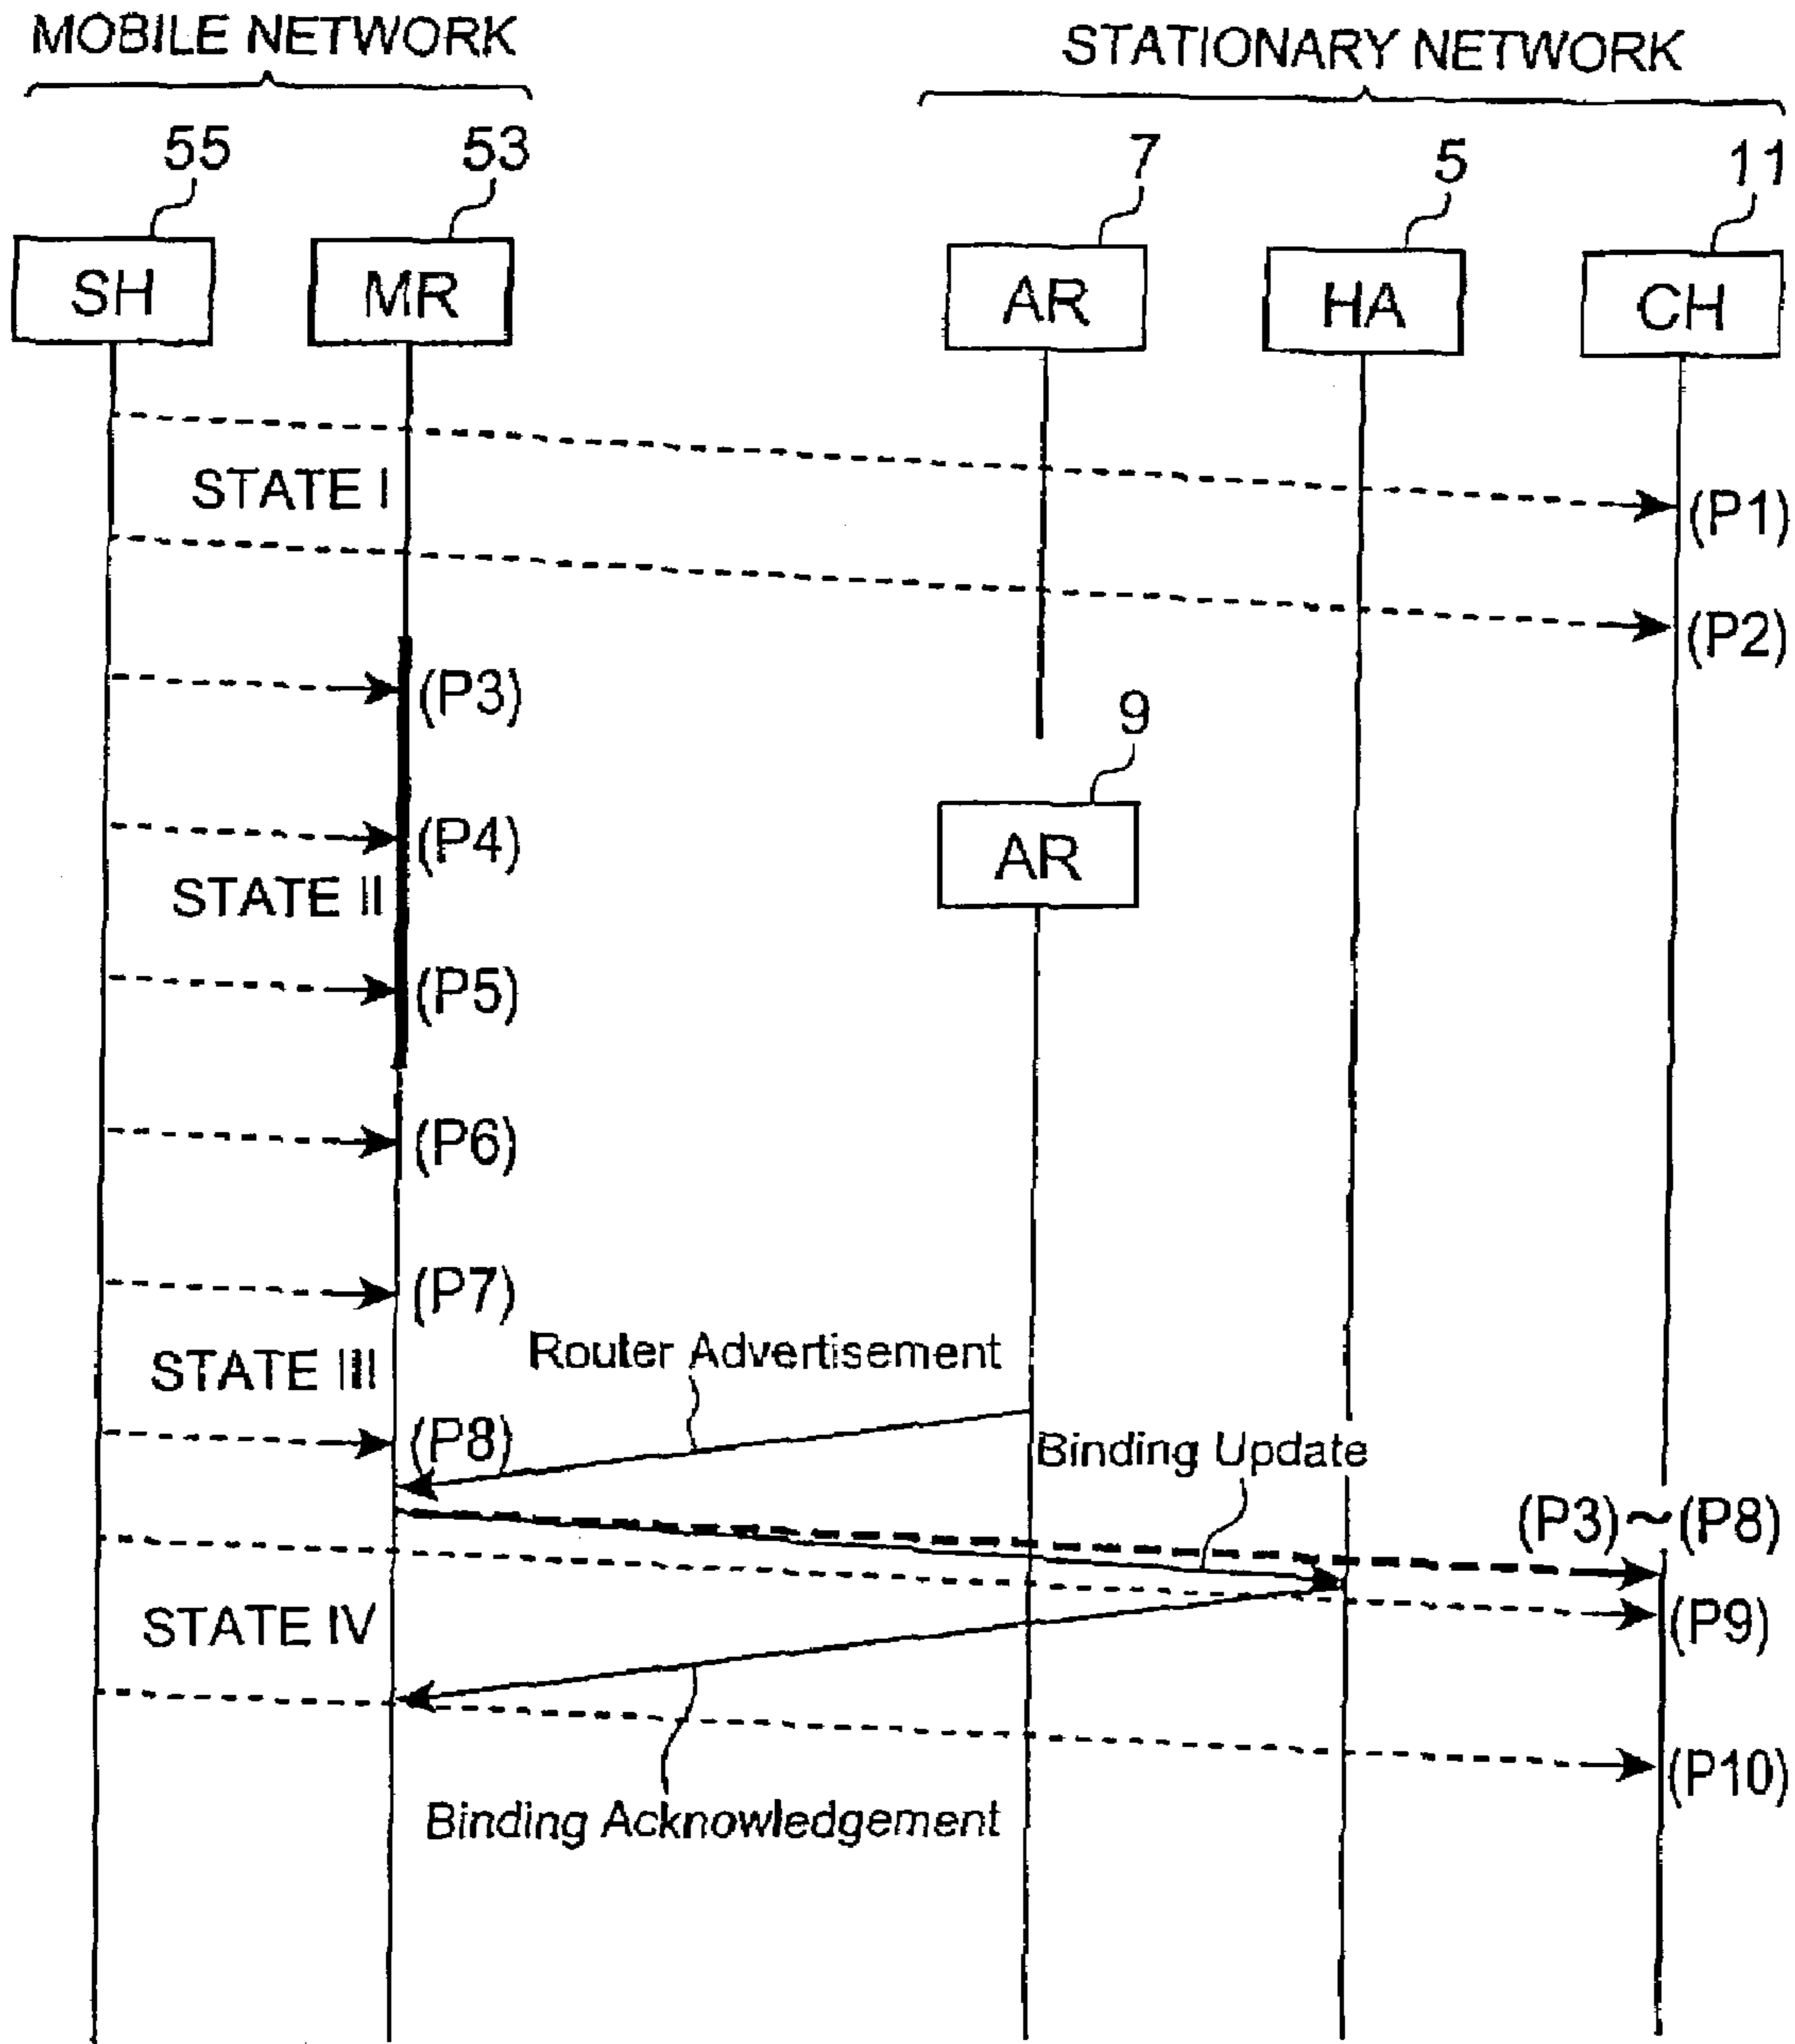 MOBILE NETWORK
STATIONARY NETWORK
55
53
7
5
11
SH
MR
AR
HA
CH
STATE I
(P1)
(P2)
(P3)
9
(P4)
AR
STATE II
(P5)
(P6)
(P7)
Router Advertisement
STATE III
(P8)
Binding Update
(P3)~(P8)
STATE IV
(P9)
(P10)
Binding Acknowledgement